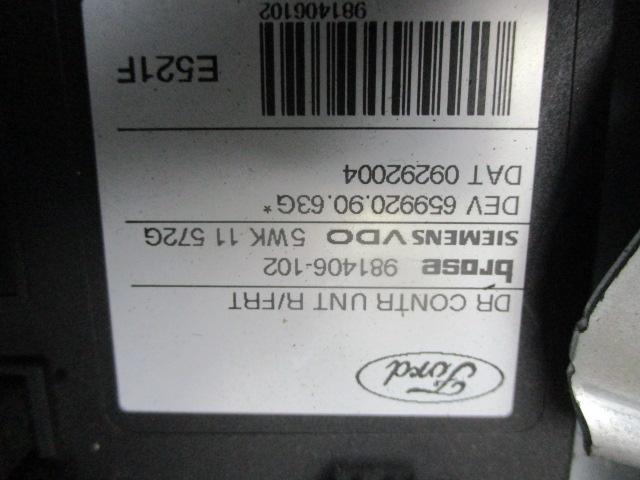 Ford
DR CONTR UNT R/FRT
brose 981406-102
SIEMENS VDO 5WK 11 572G
DEV 659920.90.63G*
DAT 09292004
E521F
981406102